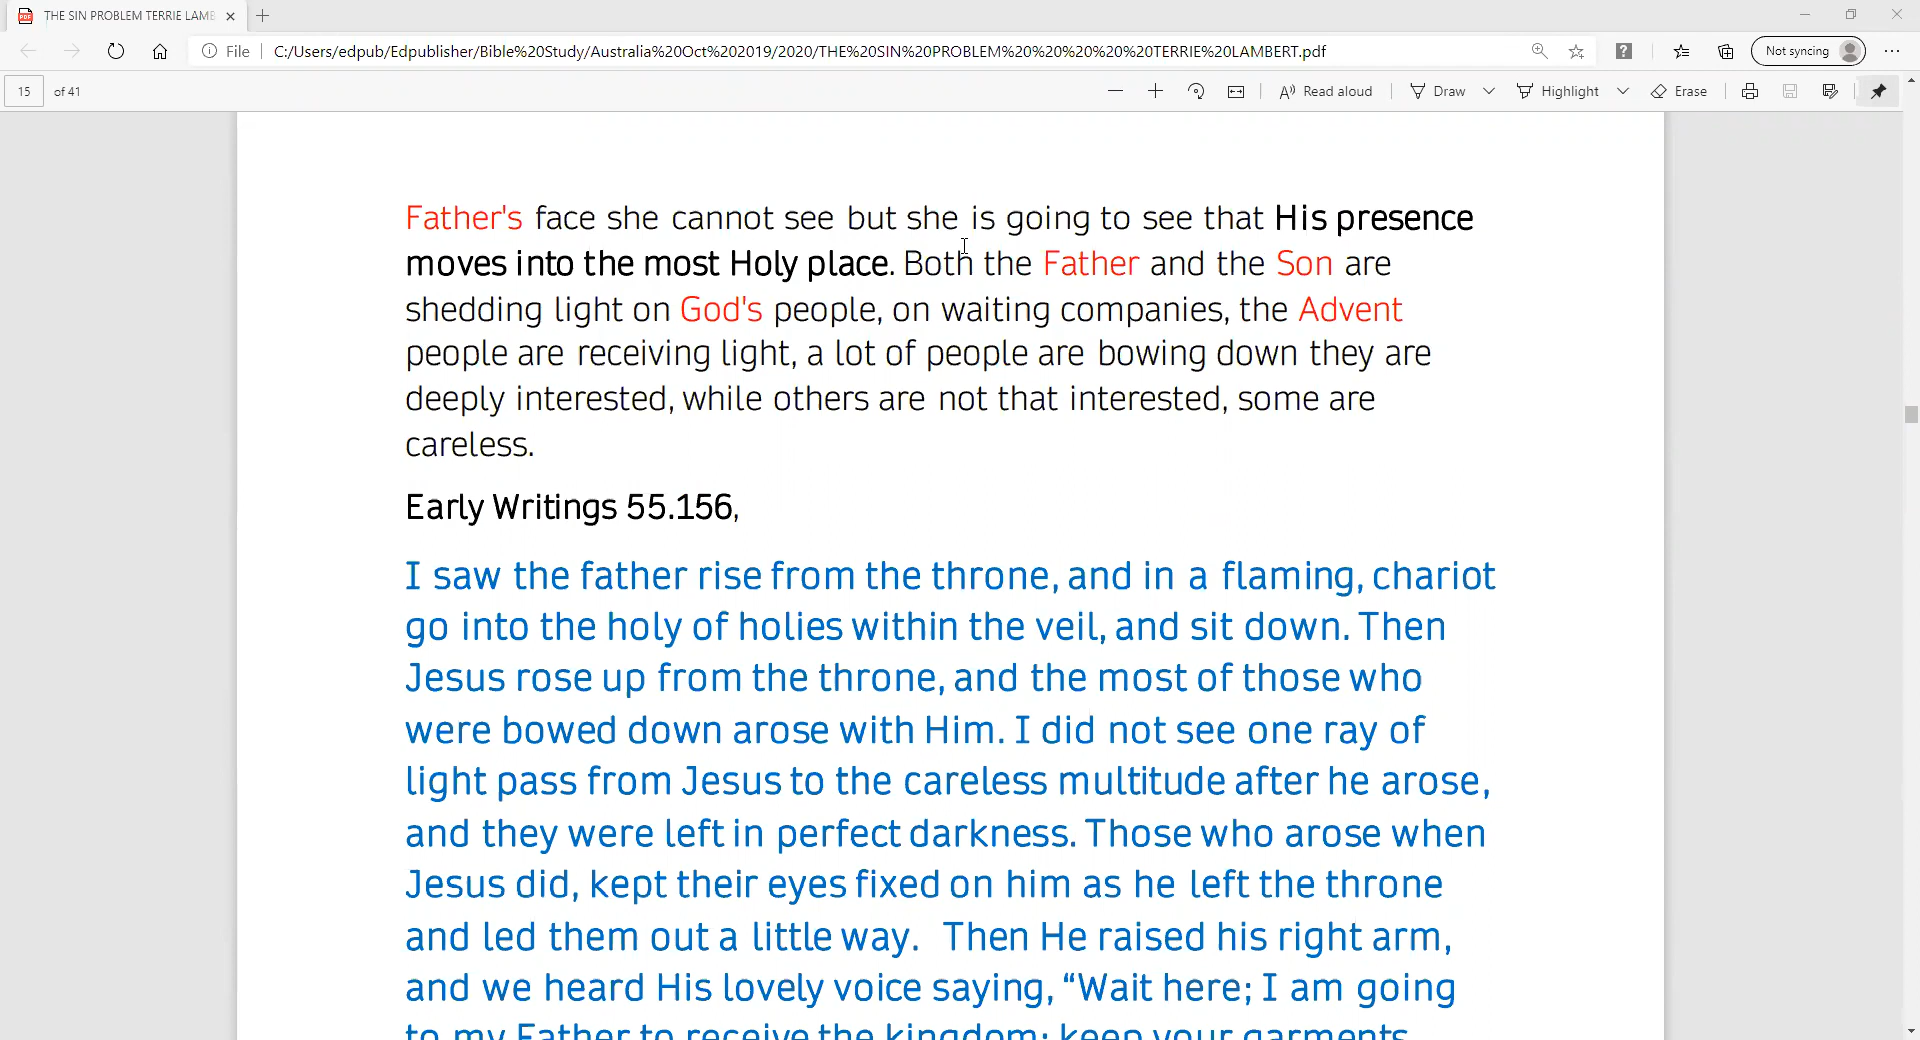 THE SIN PROBLEM TERRIE LAMB
File
C:/Users/edpub/Edpublisher/Bible%20Study/Australia%20Oct%202019/2020/THE%20SIN%20PROBLEM%20%20%20%20%20TERRIE%20LAMBERT.pdf
Not syncing
15 of 41
Read aloud
Draw
Highlight
Erase
Father's face she cannot see but she is going to see that His presence
moves into the most Holy place. Both the Father and the Son are
shedding light on God's people, on waiting companies, the Advent
people are receiving light, a lot of people are bowing down they are
deeply interested, while others are not that interested, some are
careless.
Early Writings 55.156,
I saw the father rise from the throne, and in a flaming, chariot
go into the holy of holies within the veil, and sit down. Then
Jesus rose up from the throne, and the most of those who
were bowed down arose with Him. I did not see one ray of
light pass from Jesus to the careless multitude after he arose,
and they were left in perfect darkness. Those who arose when
Jesus did, kept their eyes fixed on him as he left the throne
and led them out a little way. Then He raised his right arm,
and we heard His lovely voice saying, “Wait here; I am going
to my Father to receive the kingdom; keep your garments